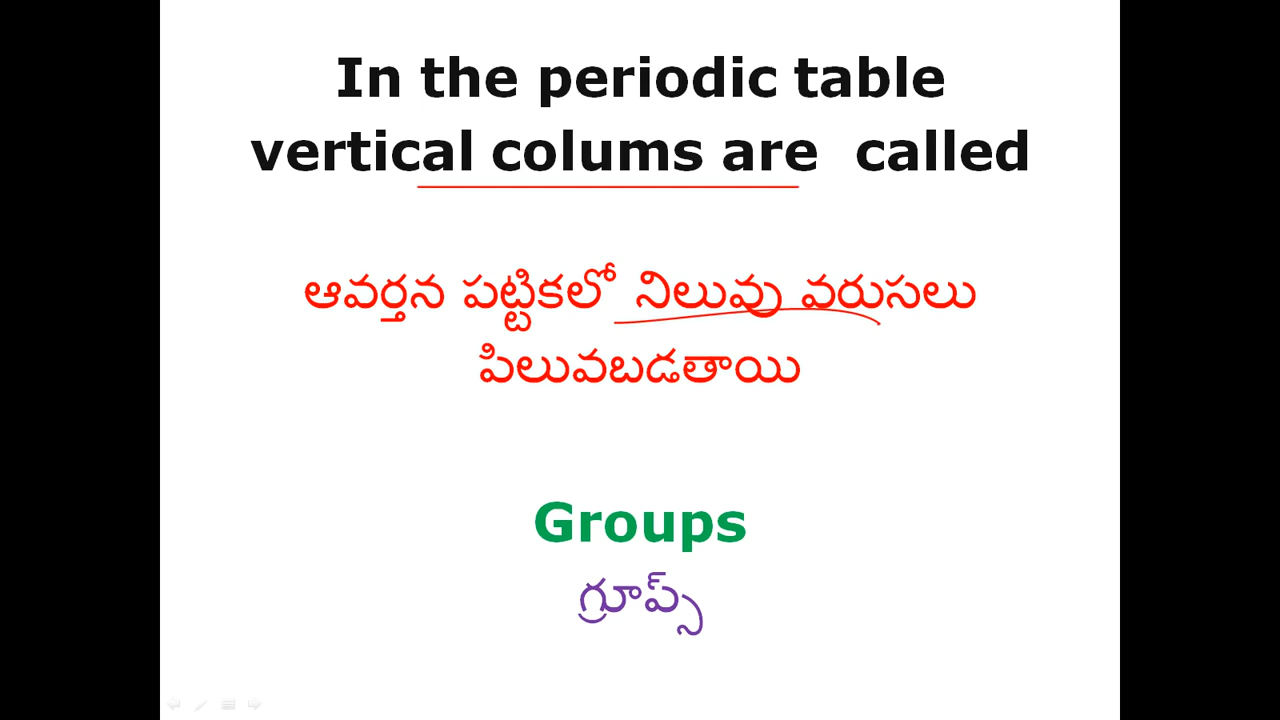 In the periodic table
vertical colums are called
ఆవర్తన పట్టికలో నిలువు వరుసలు
పిలువబడతాయి
Groups
గ్రూప్స్